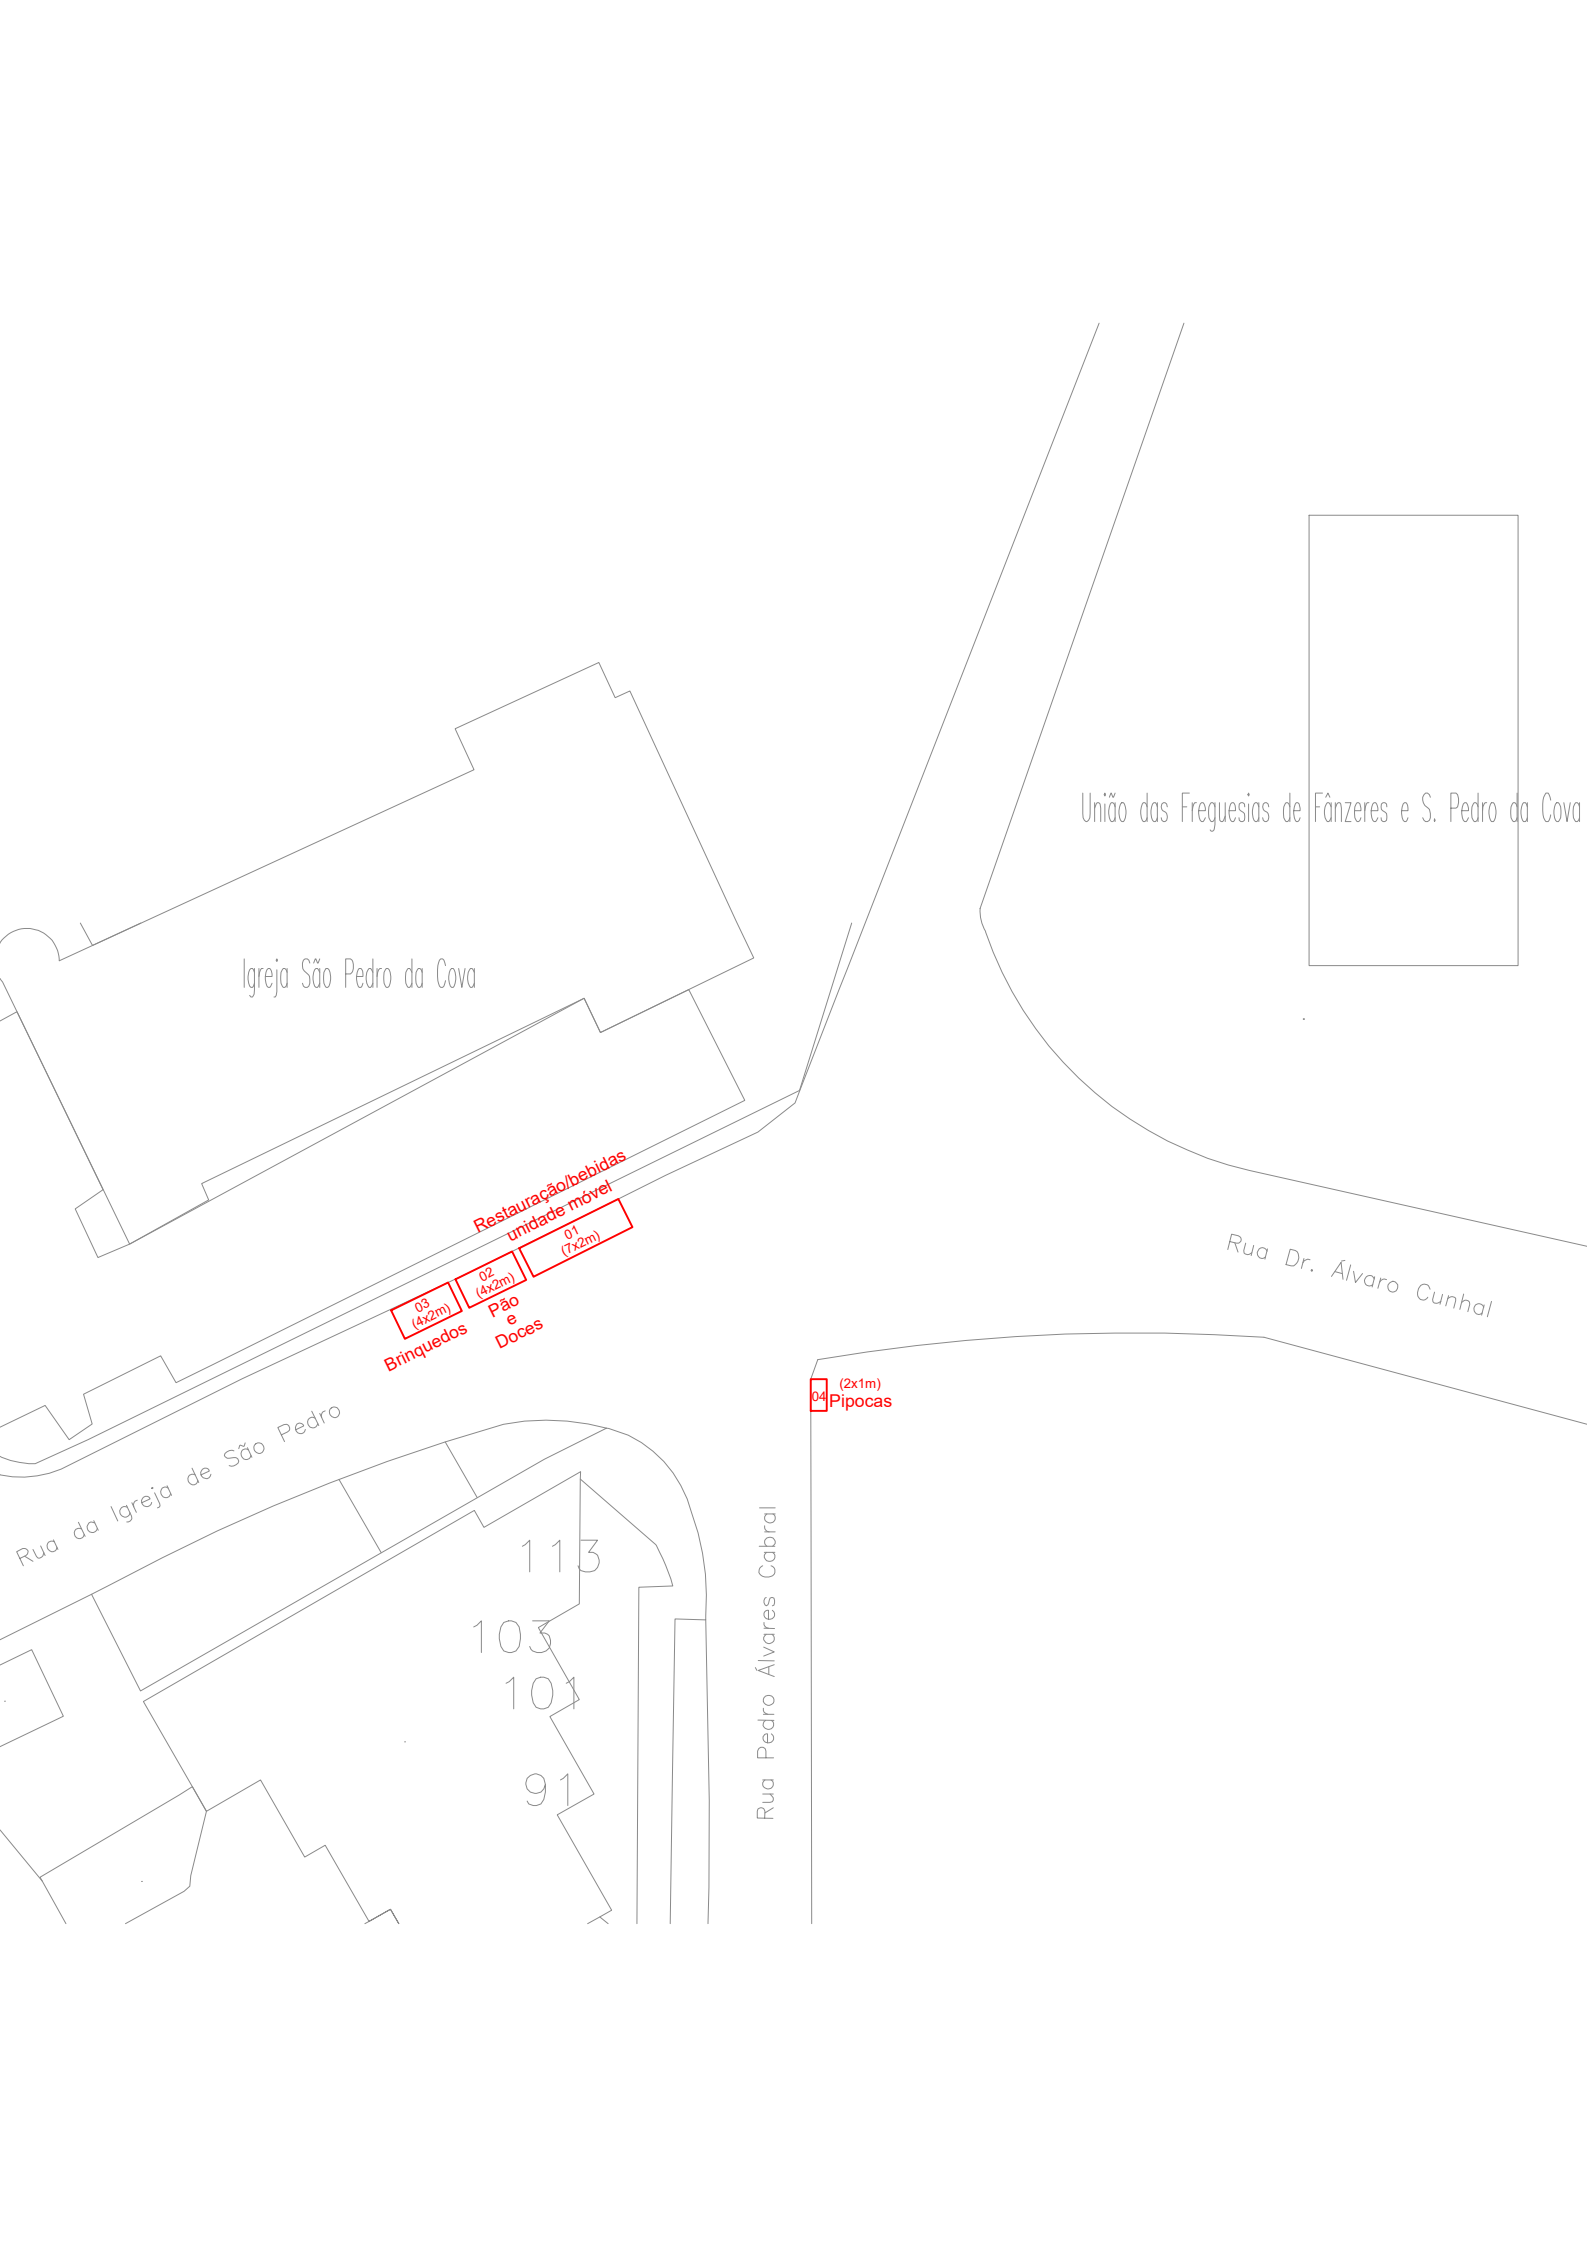 União das Freguesias de Fânzeres e S. Pedro da Cova
Igreja São Pedro da Cova
Restauração/bebidas
unidade móvel
01
(7x2m)
02
(4x2m)
Pão
e
Doces
03
(4x2m)
Brinquedos
Rua Dr. Álvaro Cunhal
04
(2x1m)
Pipocas
Rua da Igreja de São Pedro
Rua Pedro Álvares Cabral
113
103
101
91